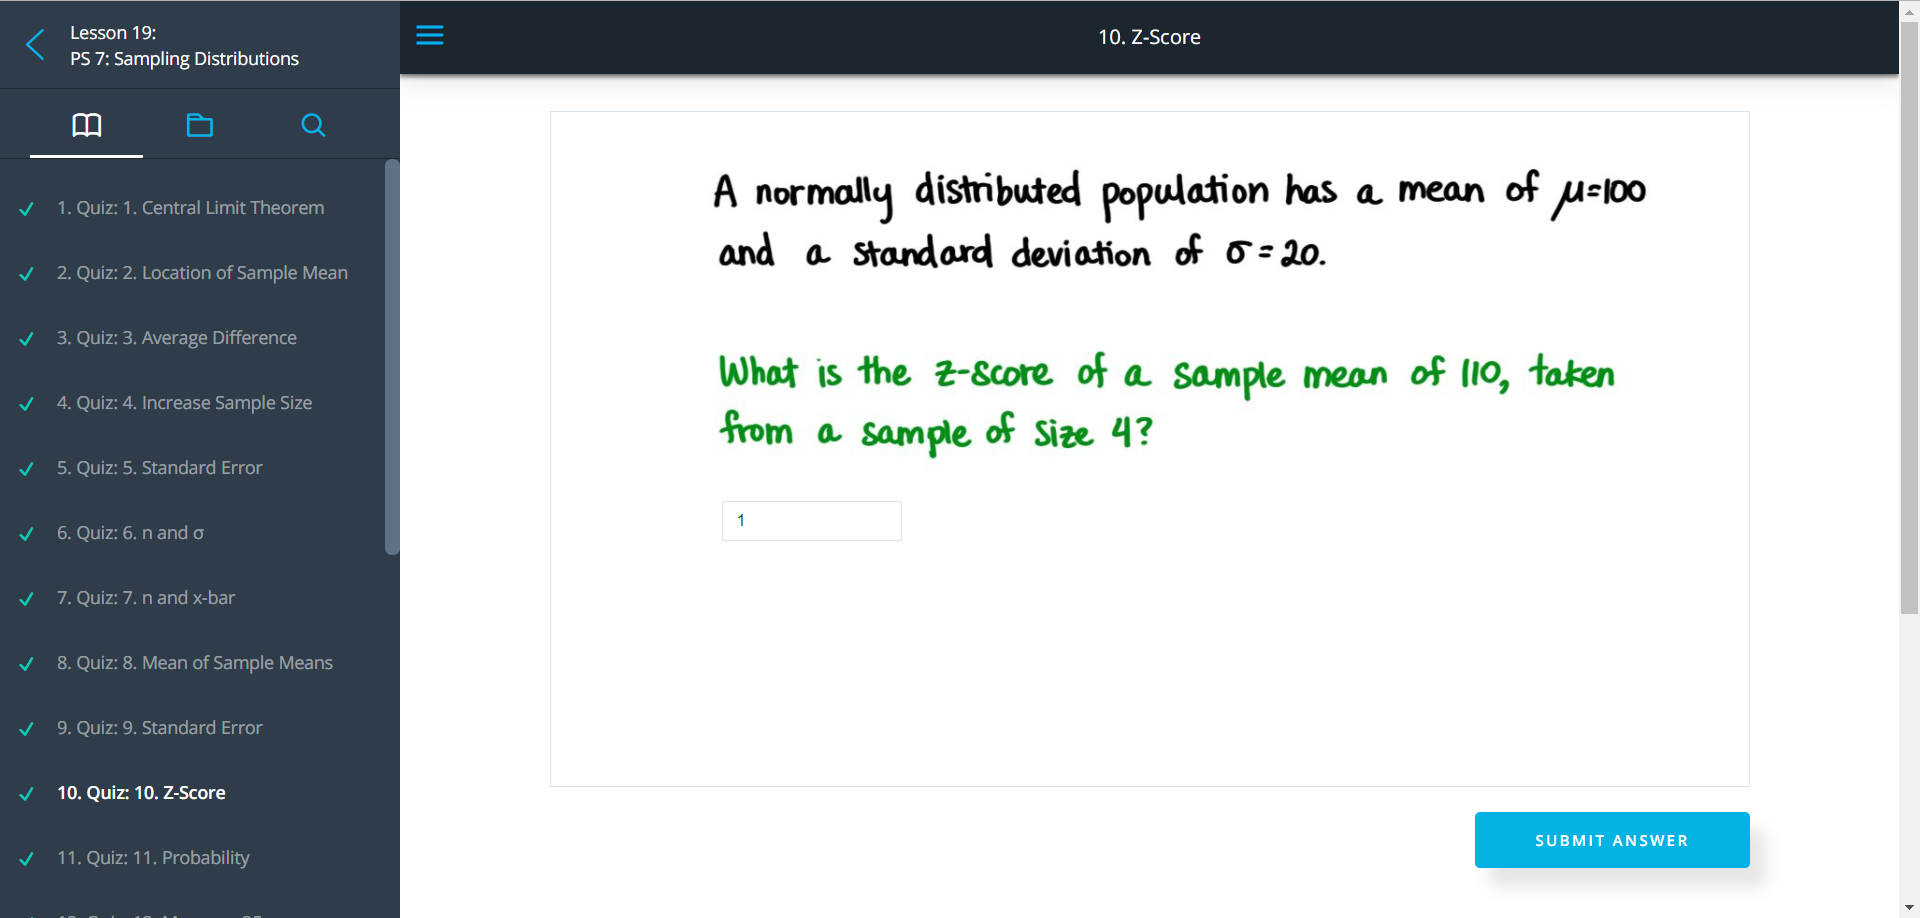 Lesson 19:
PS 7: Sampling Distributions
10. Z-Score
1. Quiz: 1. Central Limit Theorem
2. Quiz: 2. Location of Sample Mean
3. Quiz: 3. Average Difference
4. Quiz: 4. Increase Sample Size
5. Quiz: 5. Standard Error
6. Quiz: 6. n and σ
7. Quiz: 7. n and x-bar
8. Quiz: 8. Mean of Sample Means
9. Quiz: 9. Standard Error
10. Quiz: 10. Z-Score
11. Quiz: 11. Probability
A normally distributed population has a mean of μ=100
and a standard deviation of σ=20.
What is the z-score of a sample mean of 110, taken
from a sample of size 4?
1
SUBMIT ANSWER